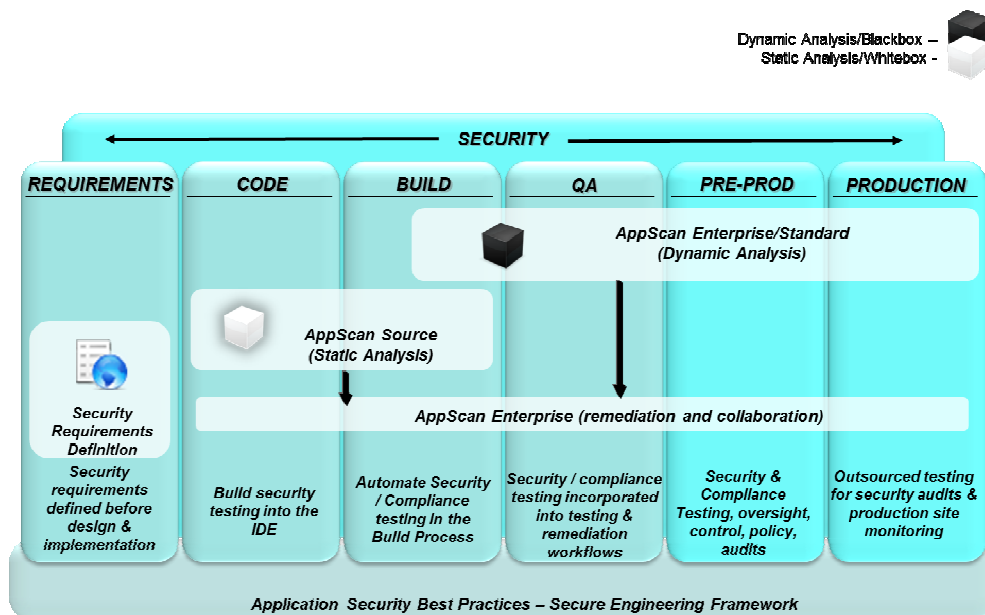 Dynamic Analysis/Blackbox –
Static Analysis/Whitebox -
SECURITY
REQUIREMENTS
CODE
BUILD
QA
PRE-PROD
PRODUCTION
AppScan Enterprise/Standard
(Dynamic Analysis)
AppScan Source
(Static Analysis)
Security
Requirements
Definition
AppScan Enterprise (remediation and collaboration)
Security
requirements
defined before
design &
implementation
Build security
testing into the
IDE
Automate Security
/ Compliance
testing in the
Build Process
Security / compliance
testing incorporated
into testing &
remediation
workflows
Security &
Compliance
Testing, oversight,
control, policy,
audits
Outsourced testing
for security audits &
production site
monitoring
Application Security Best Practices – Secure Engineering Framework